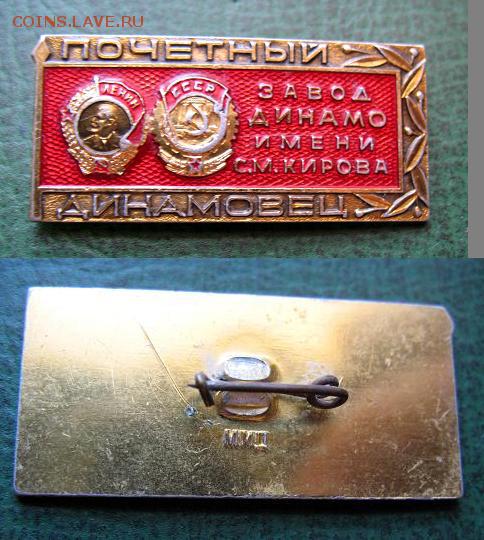 COINS.LAVE.RU
ПОЧЕТНЫЙ
ЛЕНИН
СССР
ЗАВОД
ДИНАМО
ИМЕНИ
С.М.КИРОВА
ДИНАМОВЕЦ
ММД